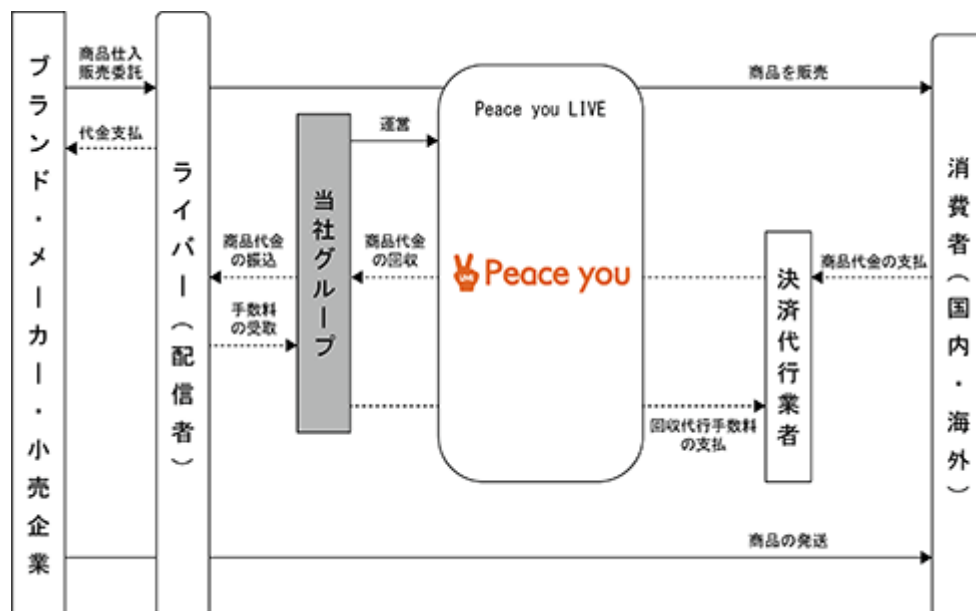 ブランド・メーカー・小売企業
商品仕入
販売委託
代金支払
ライバー(配信者)
商品代金
の振込
手数料
の受取
当社グループ
運営
商品代金
の回収
Peace you LIVE
Peace you
商品を販売
決済代行業者
商品代金の支払
回収代行手数料
の支払
商品の発送
消費者(国内・海外)